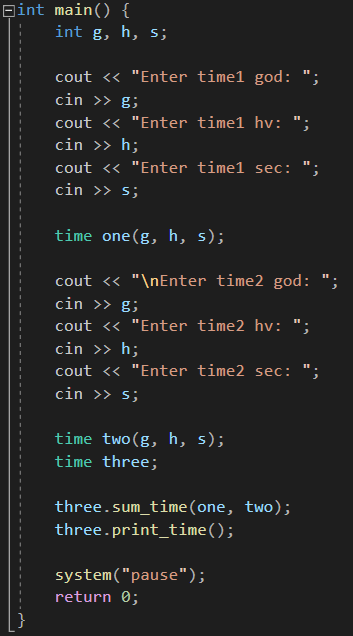 int main() {
int g, h, s;
cout << "Enter time1 god: ";
cin >> g;
cout << "Enter time1 hv: ";
cin >> h;
cout << "Enter time1 sec: ";
cin >> s;
time one(g, h, s);
cout << "\nEnter time2 god: ";
cin >> g;
cout << "Enter time2 hv: ";
cin >> h;
cout << "Enter time2 sec: ";
cin >> s;
time two(g, h, s);
time three;
three.sum_time(one, two);
three.print_time();
system("pause");
return 0;
}